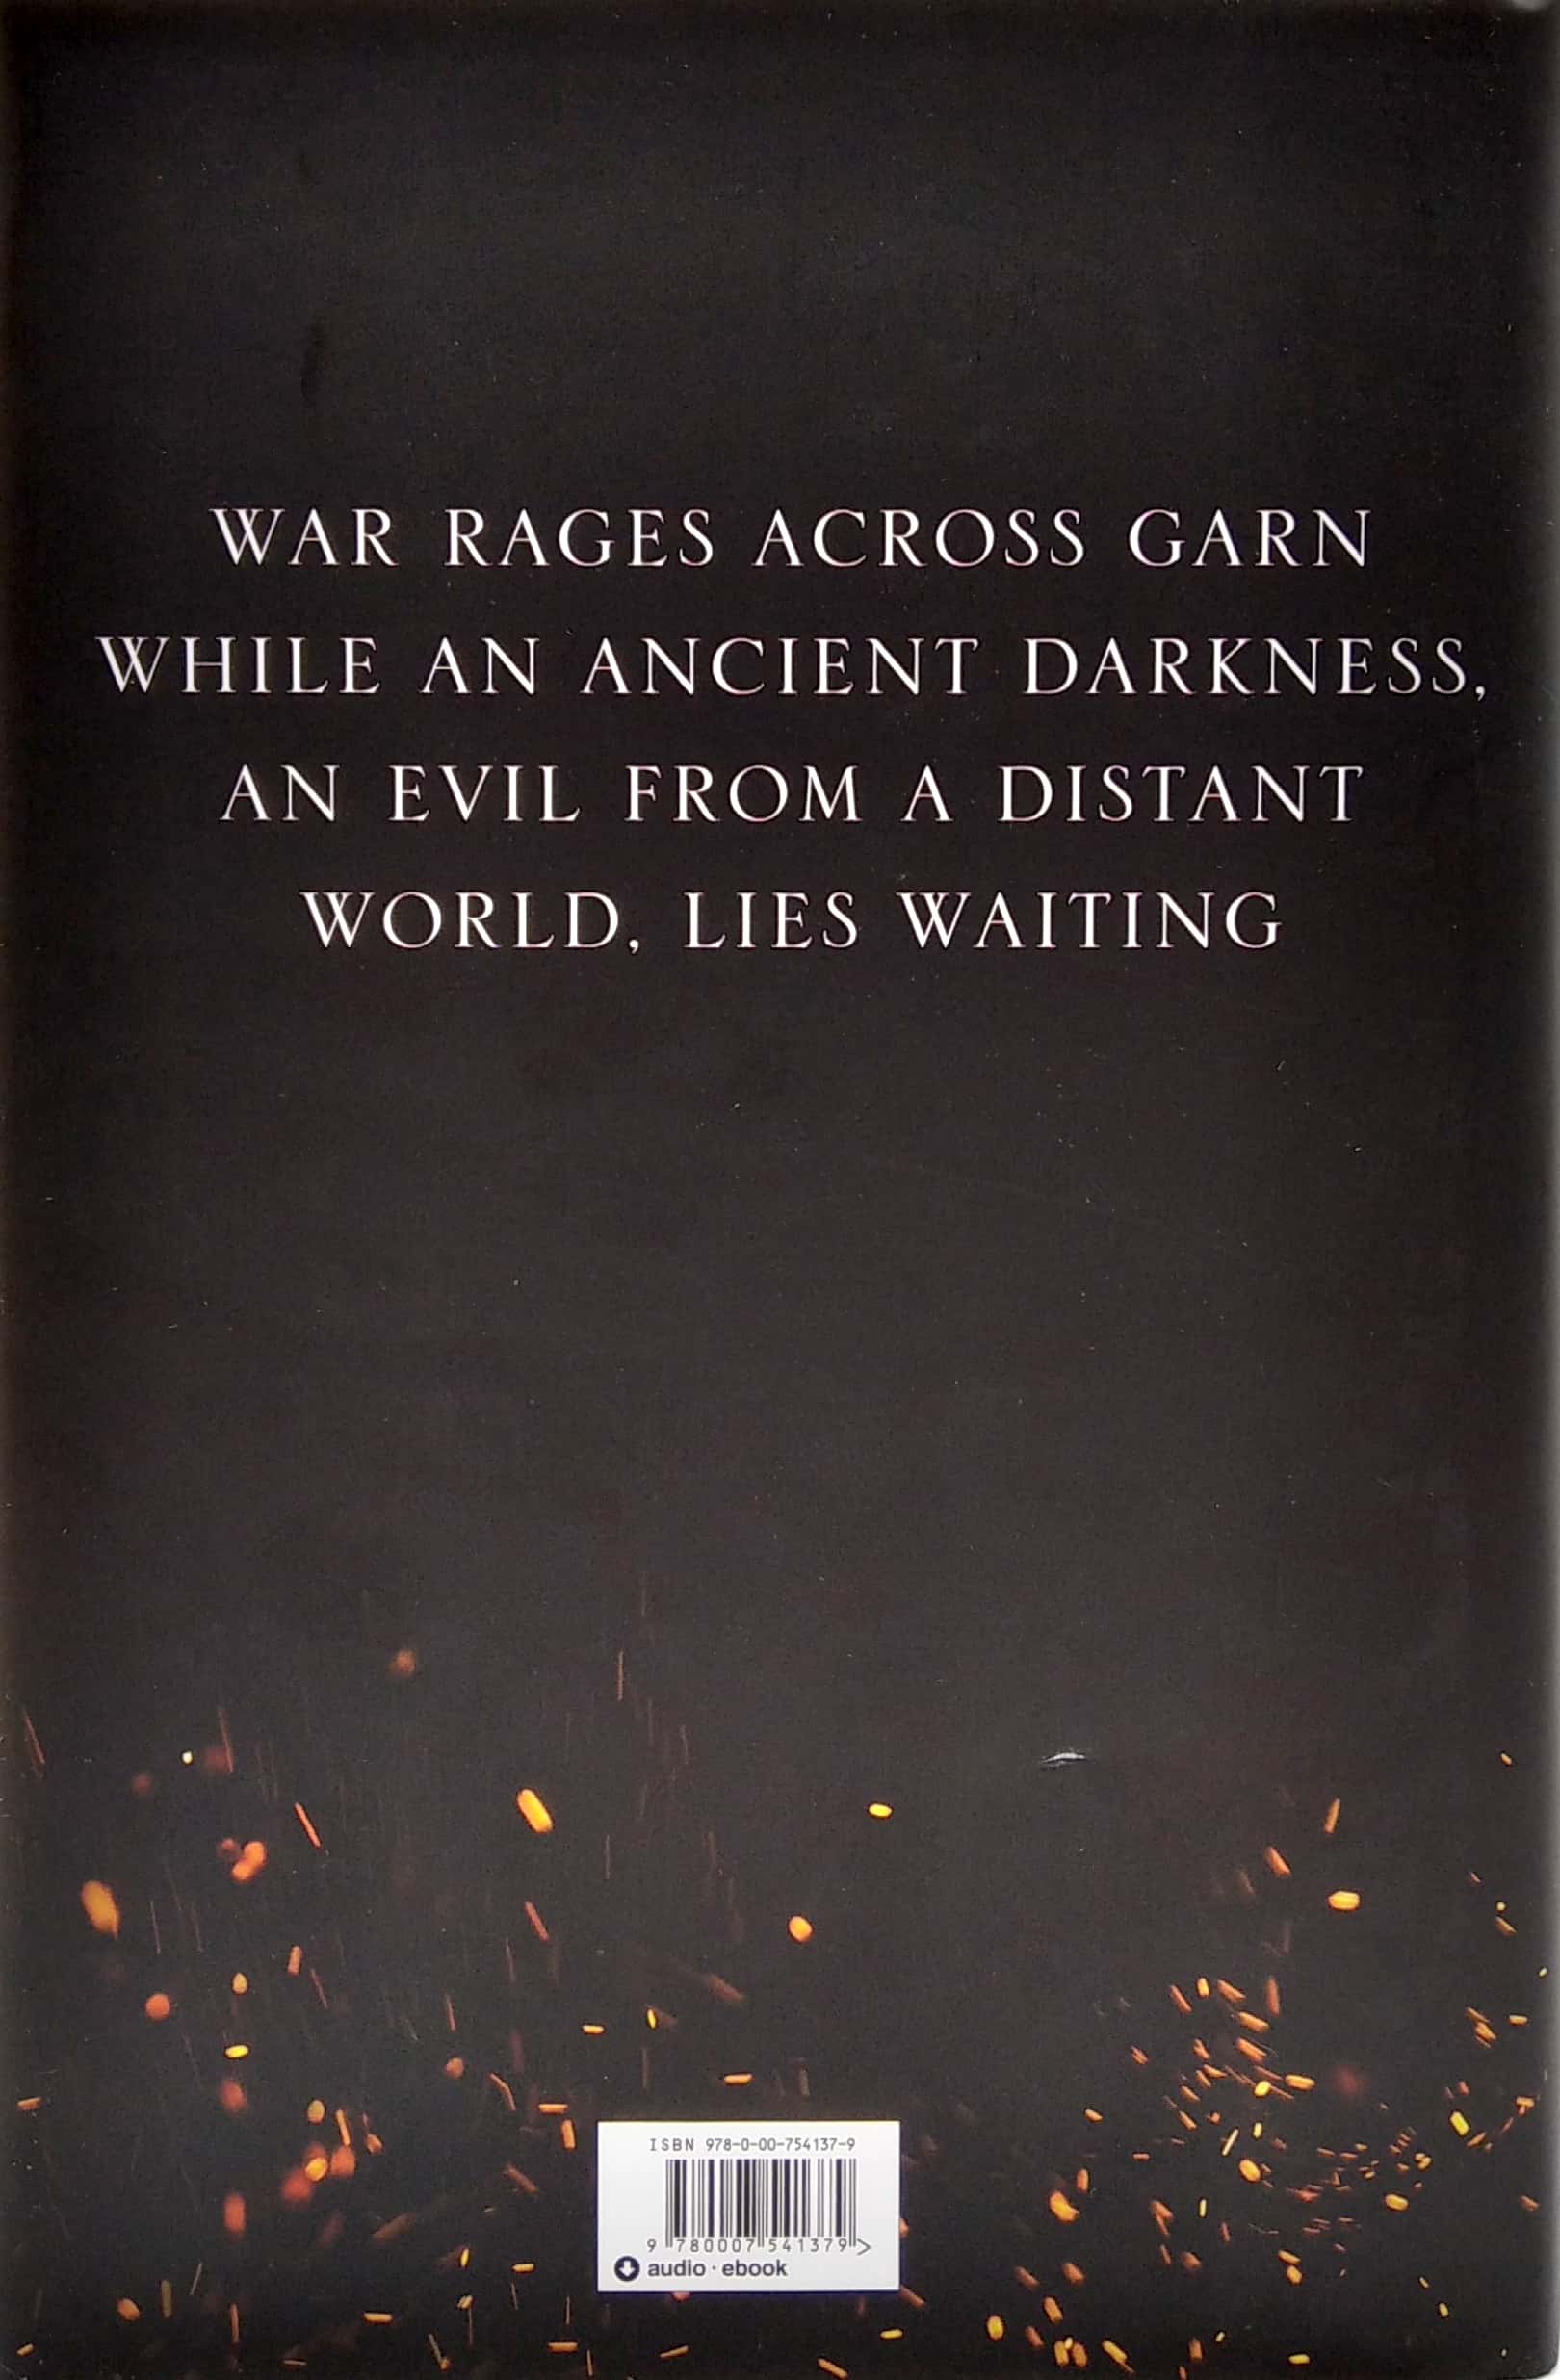 WAR RAGES ACROSS GARN
WHILE AN ANCIENT DARKNESS,
AN EVIL FROM A DISTANT
WORLD, LIES WAITING
ISBN 978-0-00-754137-9
9 780007 541379 >
audio · ebook